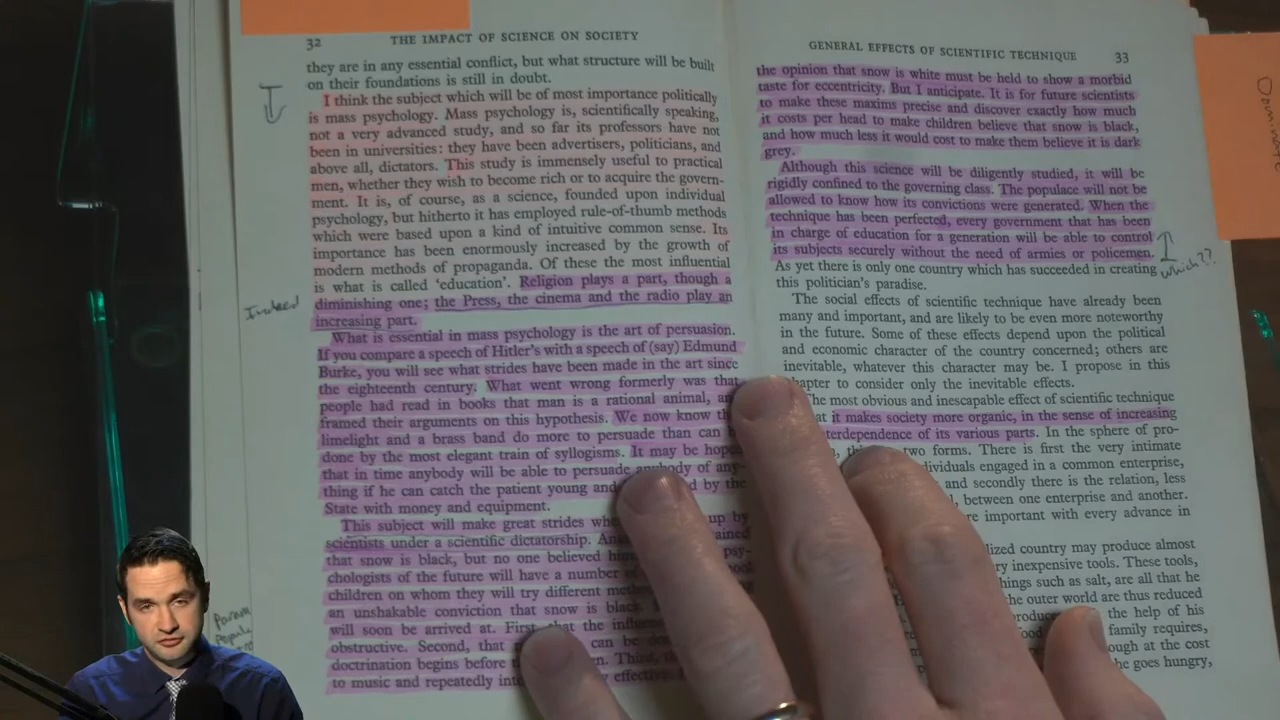 32 THE IMPACT OF SCIENCE ON SOCIETY
they are in any essential conflict, but what structure will be built
on their foundations is still in doubt.
I think the subject which will be of most importance politically
is mass psychology. Mass psychology is, scientifically speaking,
not a very advanced study, and so far its professors have not
been in universities: they have been advertisers, politicians, and
above all, dictators. This study is immensely useful to practical
men, whether they wish to become rich or to acquire the govern-
ment. It is, of course, as a science, founded upon individual
psychology, but hitherto it has employed rule-of-thumb methods
which were based upon a kind of intuitive common sense. Its
importance has been enormously increased by the growth of
modern methods of propaganda. Of these the most influential
is what is called 'education'. Religion plays a part, though a
diminishing one; the Press, the cinema and the radio play an
increasing part.
What is essential in mass psychology is the art of persuasion.
If you compare a speech of Hitler's with a speech of (say) Edmund
Burke, you will see what strides have been made in the art since
the eighteenth century. What went wrong formerly was that
people had read in books that man is a rational animal, an
framed their arguments on this hypothesis. We now know th
limelight and a brass band do more to persuade than can
done by the most elegant train of syllogisms. It may be hope
that in time anybody will be able to persuade anybody of any-
thing if he can catch the patient young and d by the
State with money and equipment.
This subject will make great strides whe up by
scientists under a scientific dictatorship. Ana ained
that snow is black, but no one believed hi psy-
chologists of the future will have a number of
children on whom they will try different meth
an unshakable conviction that snow is black.
will soon be arrived at. First, that the influ
obstructive. Second, that can be do
doctrination begins before n. Third, th
to music and repeatedly int effective.
Indeed
GENERAL EFFECTS OF SCIENTIFIC TECHNIQUE 33
the opinion that snow is white must be held to show a morbid
taste for eccentricity. But I anticipate. It is for future scientists
to make these maxims precise and discover exactly how much
it costs per head to make children believe that snow is black,
and how much less it would cost to make them believe it is dark
grey.
Although this science will be diligently studied, it will be
rigidly confined to the governing class. The populace will not be
allowed to know how its convictions were generated. When the
technique has been perfected, every government that has been
in charge of education for a generation will be able to control
its subjects securely without the need of armies or policemen.
As yet there is only one country which has succeeded in creating
this politician's paradise.
The social effects of scientific technique have already been
many and important, and are likely to be even more noteworthy
in the future. Some of these effects depend upon the political
and economic character of the country concerned; others are
inevitable, whatever this character may be. I propose in this
hapter to consider only the inevitable effects.
The most obvious and inescapable effect of scientific technique
at it makes society more organic, in the sense of increasing
terdependence of its various parts. In the sphere of pro-
two forms. There is first the very intimate
dividuals engaged in a common enterprise,
and secondly there is the relation, less
, between one enterprise and another.
re important with every advance in
lized country may produce almost
ry inexpensive tools. These tools,
hings such as salt, are all that he
he outer world are thus reduced
produce the help of his
ood family requires,
ough at the cost
he goes hungry,
which??